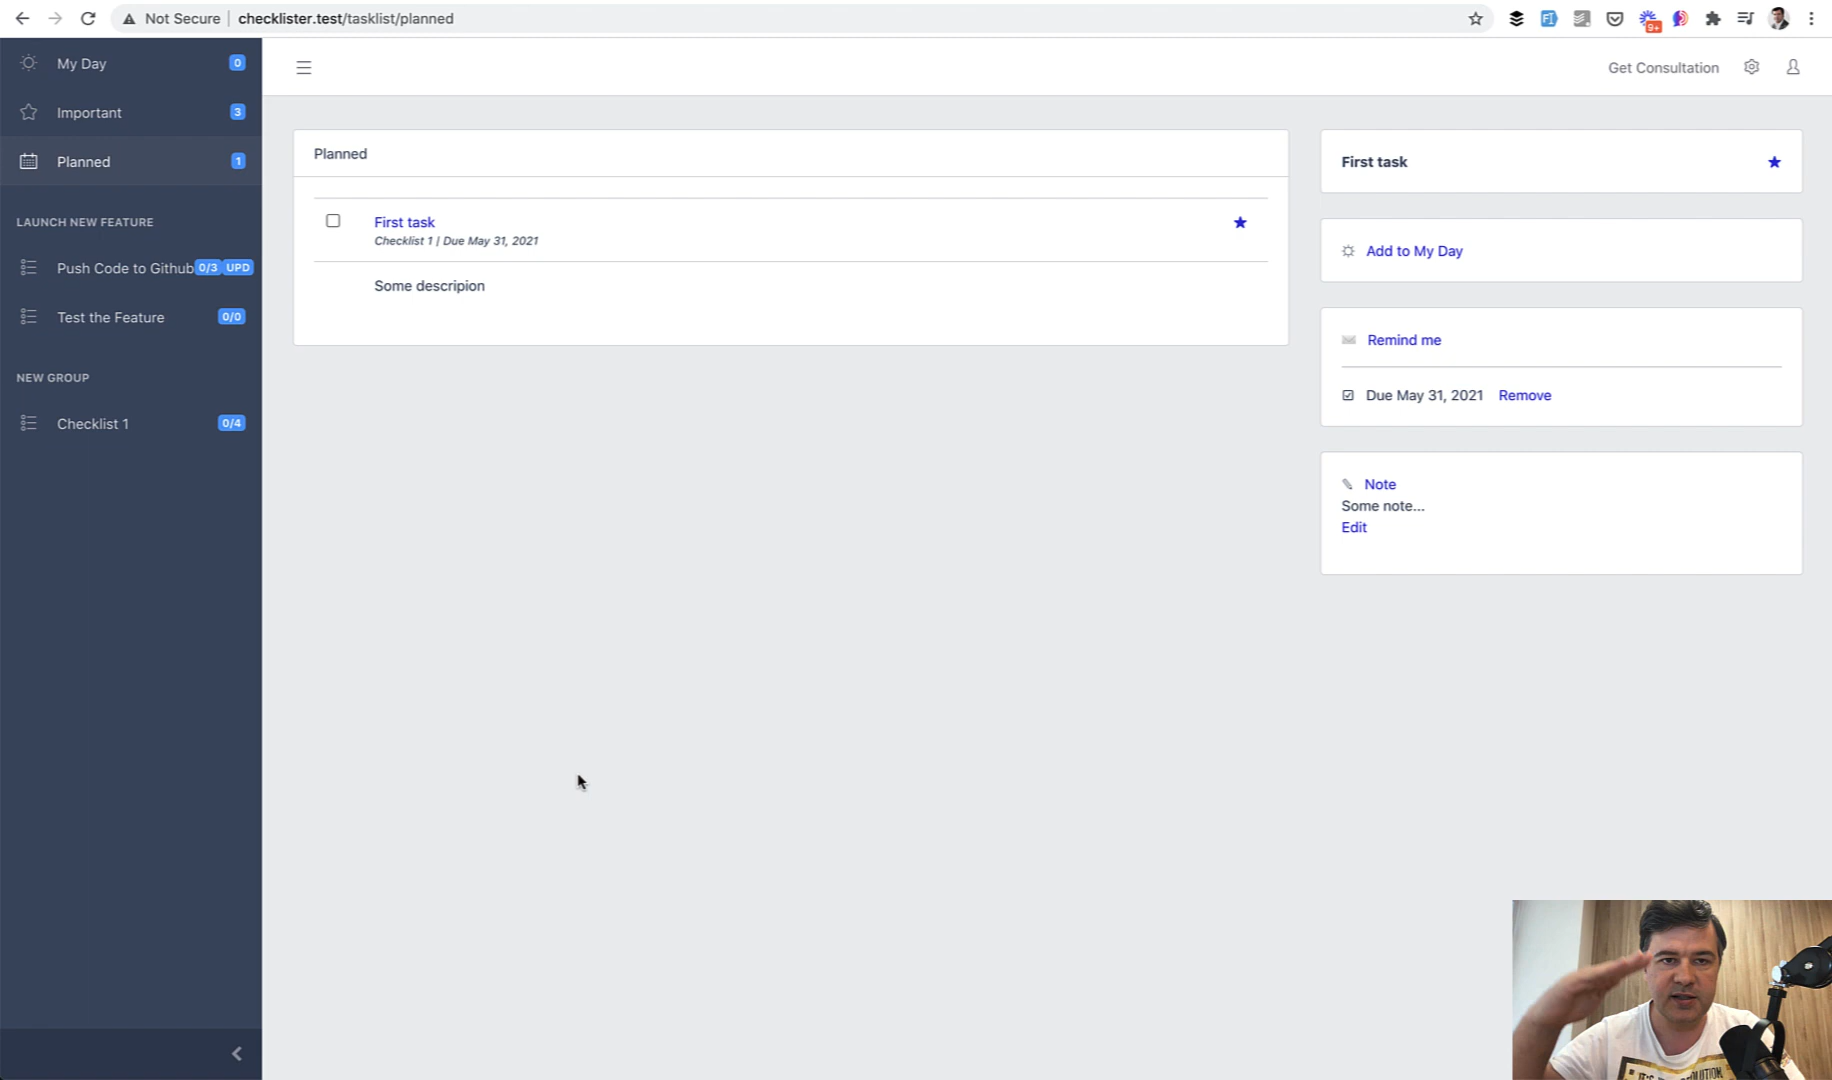 Not Secure | checklister.test/tasklist/planned
9+
My Day 0
Important 3
Planned 1
LAUNCH NEW FEATURE
Push Code to Github 0/3 UPD
Test the Feature 0/0
NEW GROUP
Checklist 1 0/4
Get Consultation
Planned
First task
Checklist 1 | Due May 31, 2021
Some descripion
First task
Add to My Day
Remind me
Due May 31, 2021 Remove
Note
Some note...
Edit